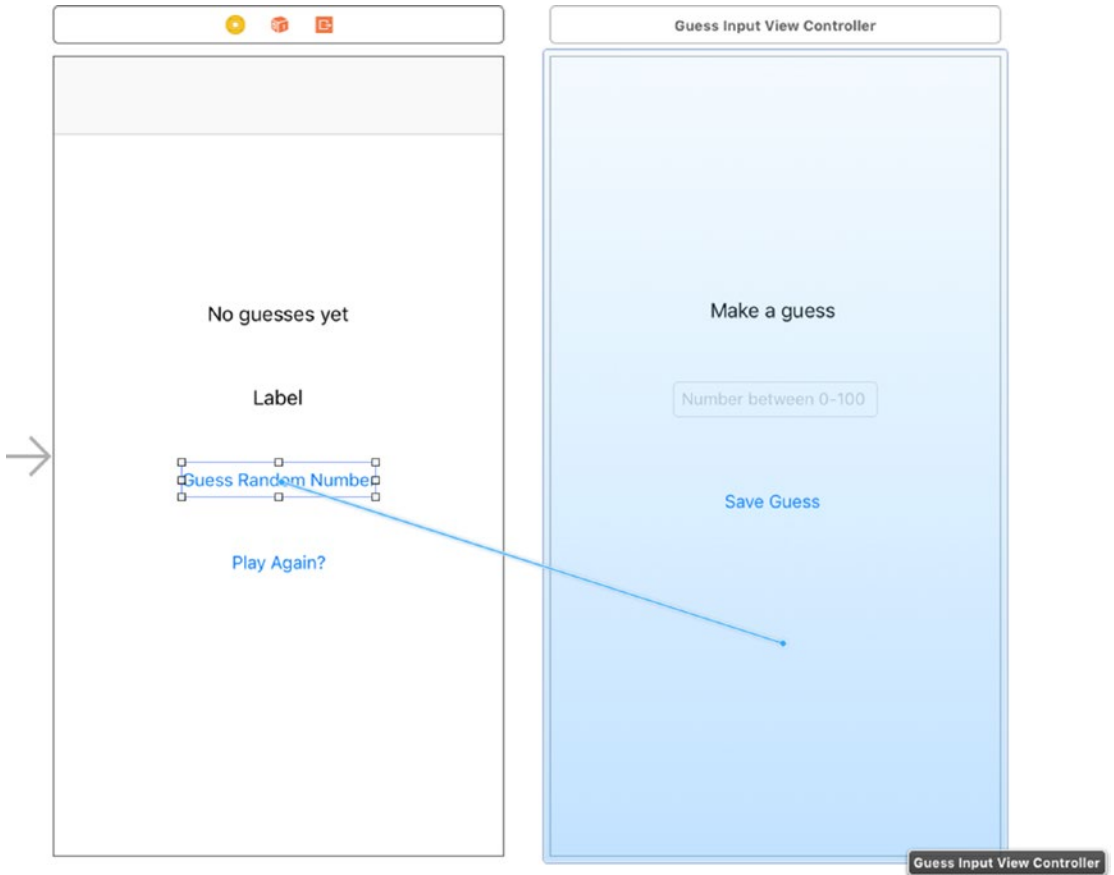 Guess Input View Controller
No guesses yet
Label
Guess Random Number
Play Again?
Make a guess
Number between 0-100
Save Guess
Guess Input View Controller